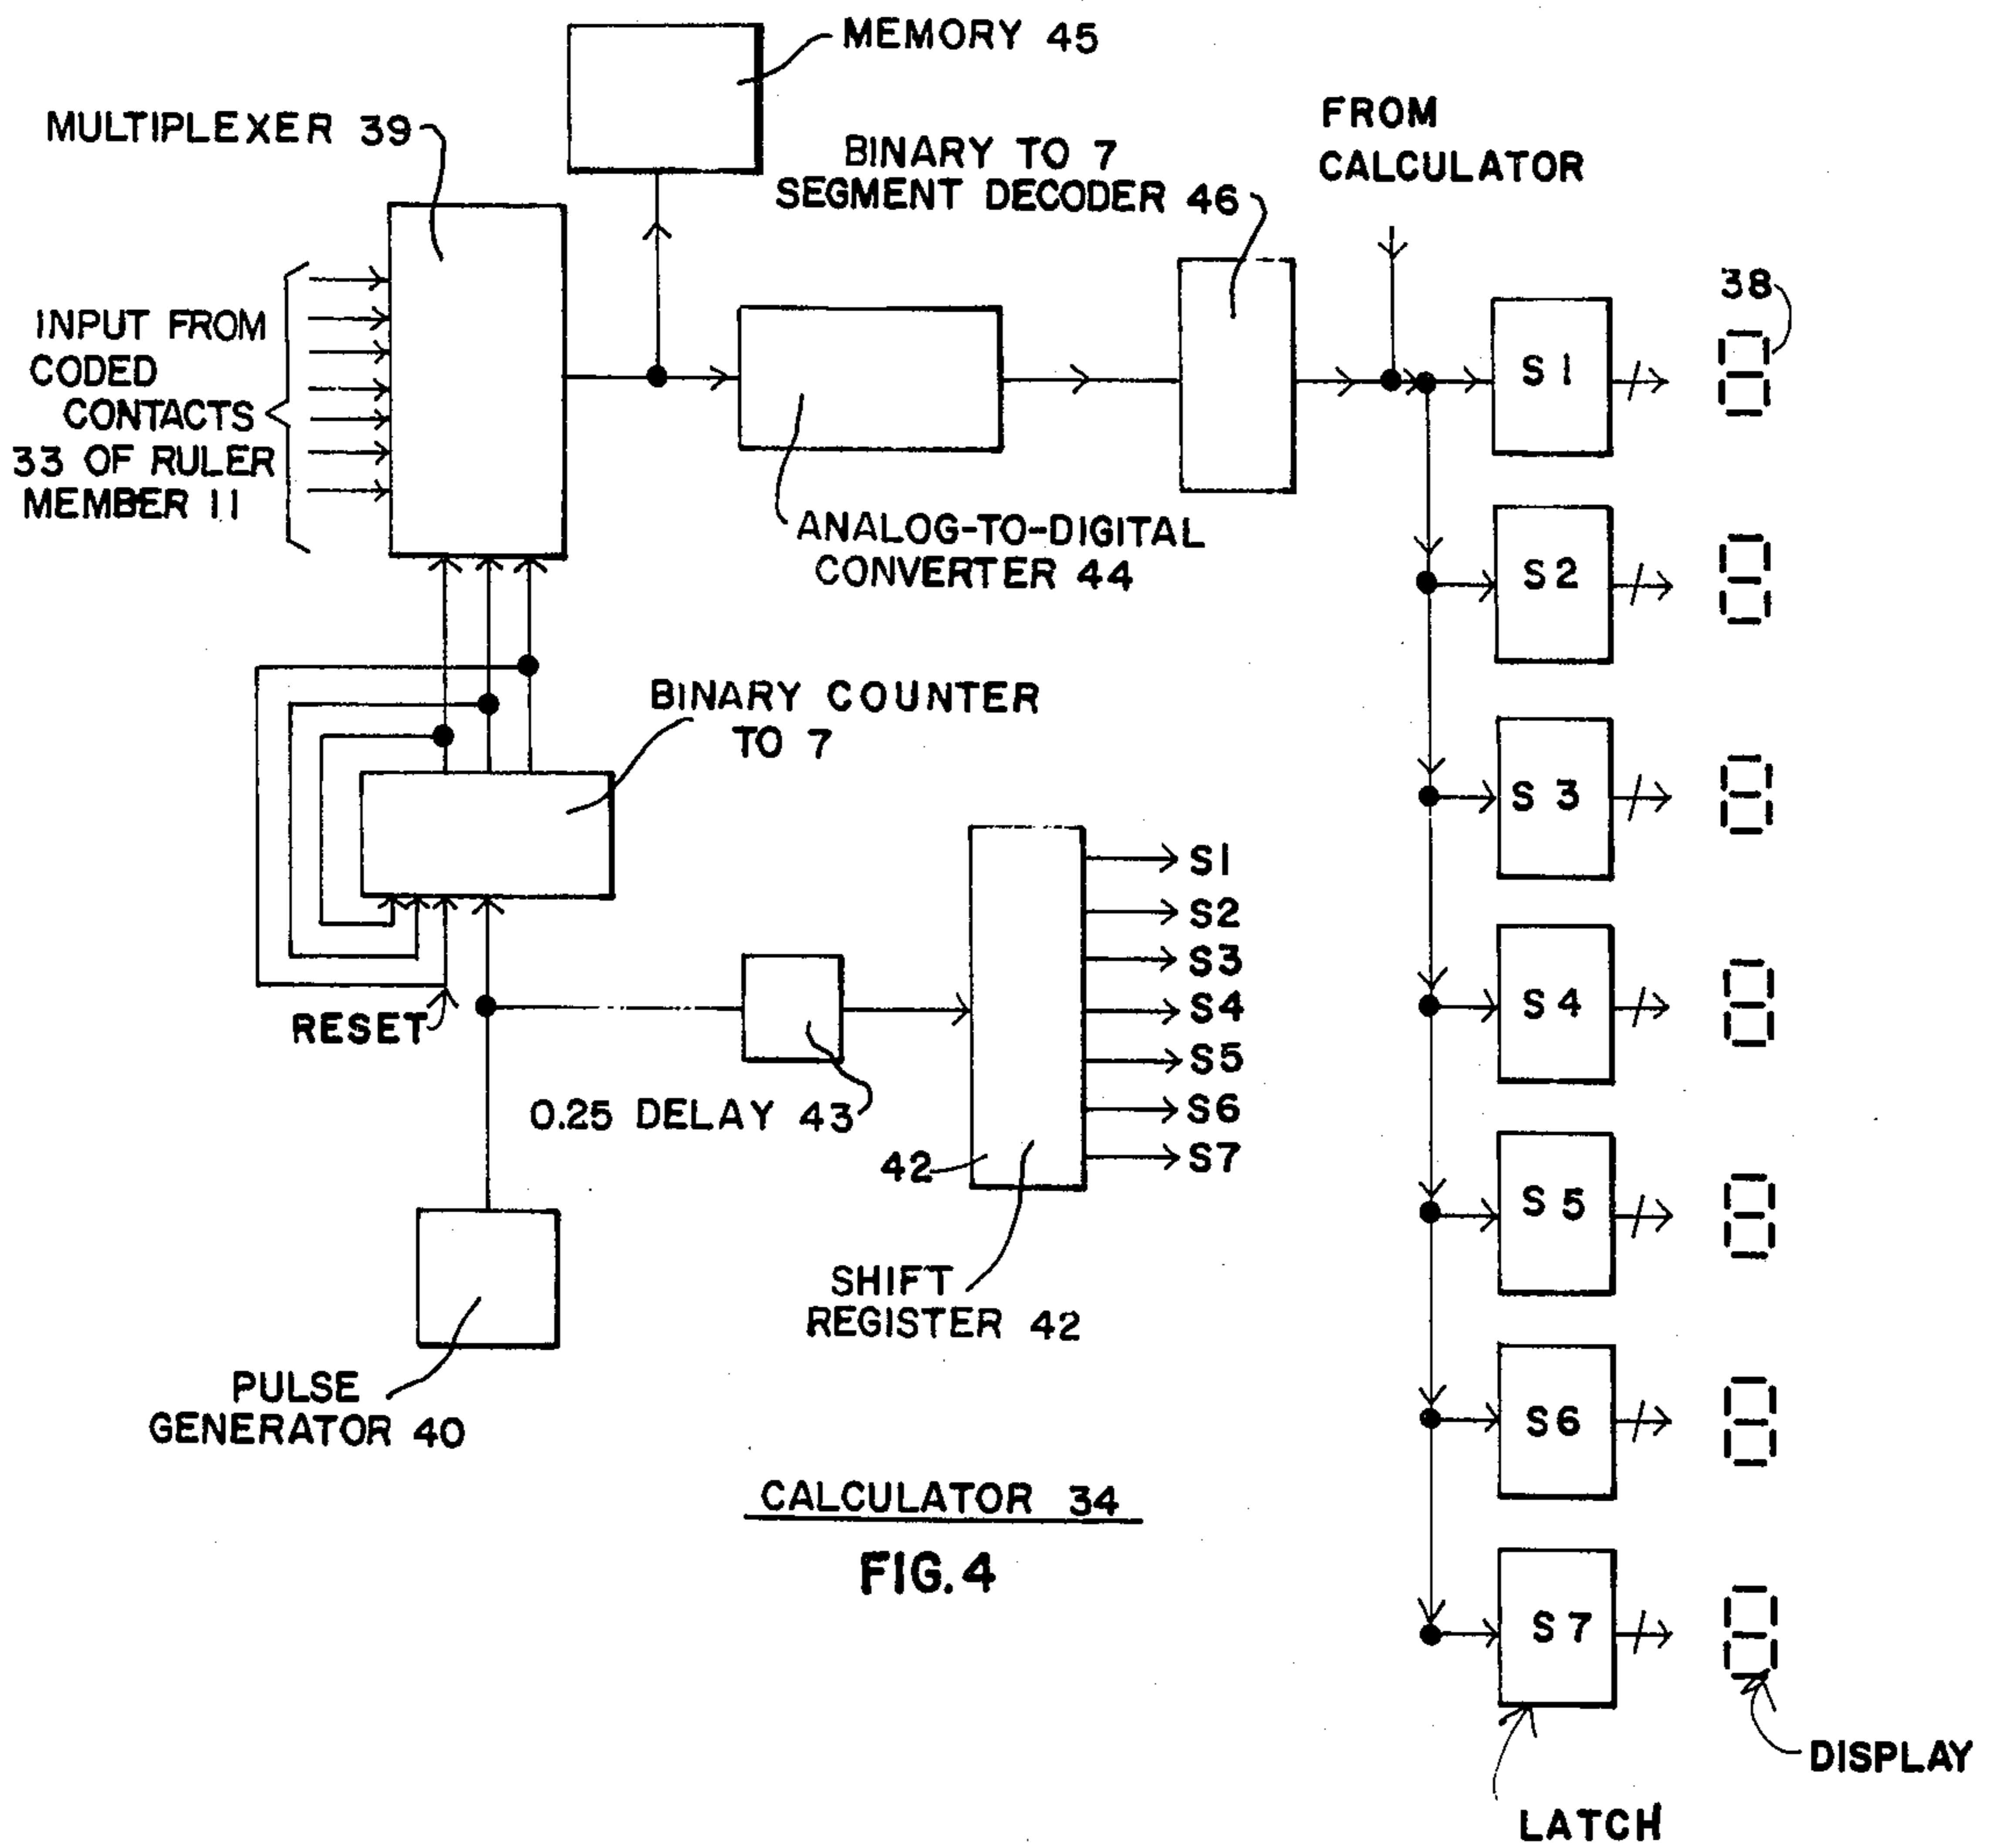 MEMORY 45
MULTIPLEXER 39
FROM
CALCULATOR
BINARY TO 7
SEGMENT DECODER 46
38
INPUT FROM
CODED
CONTACTS
33 OF RULER
MEMBER 11
S1
ANALOG-TO-DIGITAL
CONVERTER 44
S2
BINARY COUNTER
TO 7
S3
S1
S2
S3
S4
S5
S6
S7
S4
RESET
0.25 DELAY 43
42
S5
SHIFT
REGISTER 42
PULSE
GENERATOR 40
S6
CALCULATOR 34
FIG. 4
S7
DISPLAY
LATCH